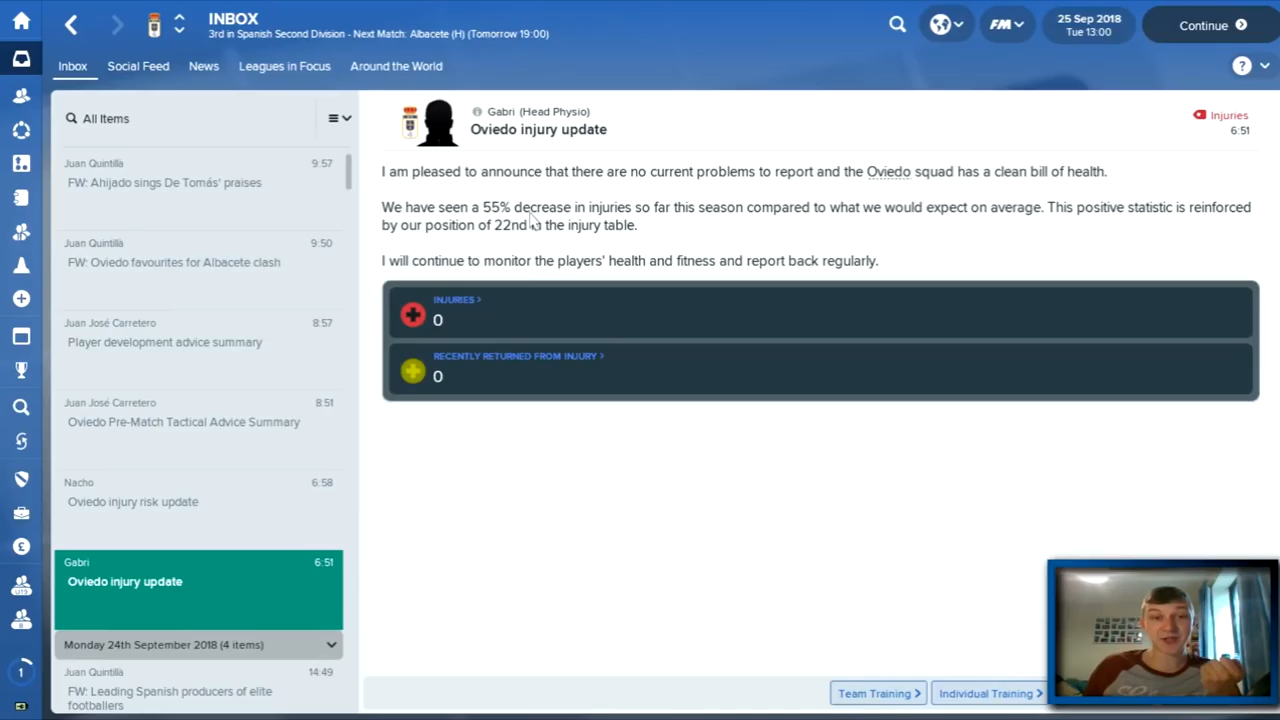 INBOX
3rd in Spanish Second Division - Next Match: Albacete (H) (Tomorrow 19:00)
FM
25 Sep 2018
Tue 13:00
Continue
Inbox
Social Feed
News
Leagues in Focus
Around the World
?
All Items
Juan Quintillà 9:57
FW: Ahijado sings De Tomás' praises
Juan Quintillà 9:50
FW: Oviedo favourites for Albacete clash
Juan José Carretero 8:57
Player development advice summary
Juan José Carretero 8:51
Oviedo Pre-Match Tactical Advice Summary
Nacho 6:58
Oviedo injury risk update
Gabri 6:51
Oviedo injury update
Monday 24th September 2018 (4 items)
Juan Quintillà 14:49
FW: Leading Spanish producers of elite
footballers
Gabri (Head Physio)
Oviedo injury update
Injuries
6:51
I am pleased to announce that there are no current problems to report and the Oviedo squad has a clean bill of health.
We have seen a 55% decrease in injuries so far this season compared to what we would expect on average. This positive statistic is reinforced
by our position of 22nd in the injury table.
I will continue to monitor the players' health and fitness and report back regularly.
INJURIES >
0
RECENTLY RETURNED FROM INJURY >
0
Team Training >
Individual Training >
£
U19
B
1